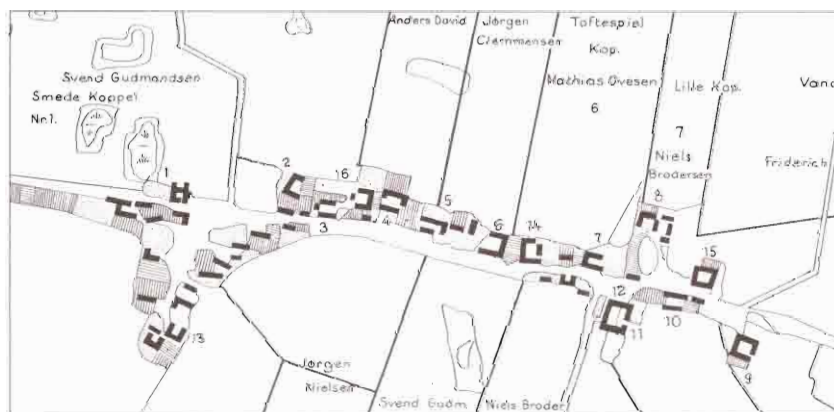 Anders David
Jørgen
Clemmensen
Toftespiel
Kop.
Mathias Ovesen
6
Lille Kop.
7
Niels
Brodersen
Vand
Friderich
Svend Gudmandsen
Smede Koppel
Nr1.
1
2
16
3
4
5
6
14
7
8
15
12
11
10
9
13
Jørgen
Nielsen
Svend Gudm
Niels Broder